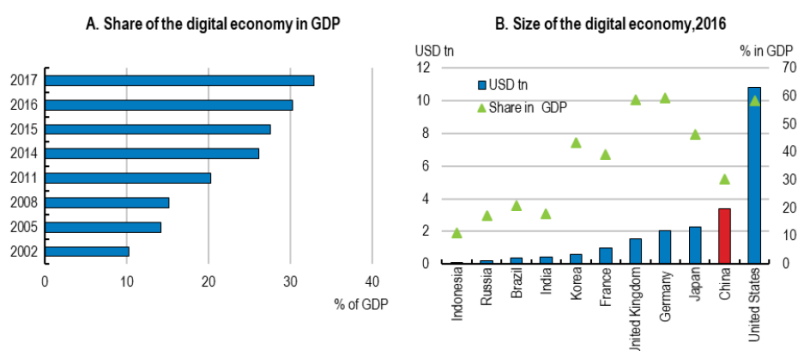 A. Share of the digital economy in GDP
2017
2016
2015
2014
2011
2008
2005
2002
0 10 20 30 40
% of GDP
B. Size of the digital economy,2016
USD tn % in GDP
12 70
10 60
8 50
6 40
4 30
2 20
0 10
0
USD tn
Share in GDP
Indonesia
Russia
Brazil
India
Korea
France
United Kingdom
Germany
Japan
China
United States